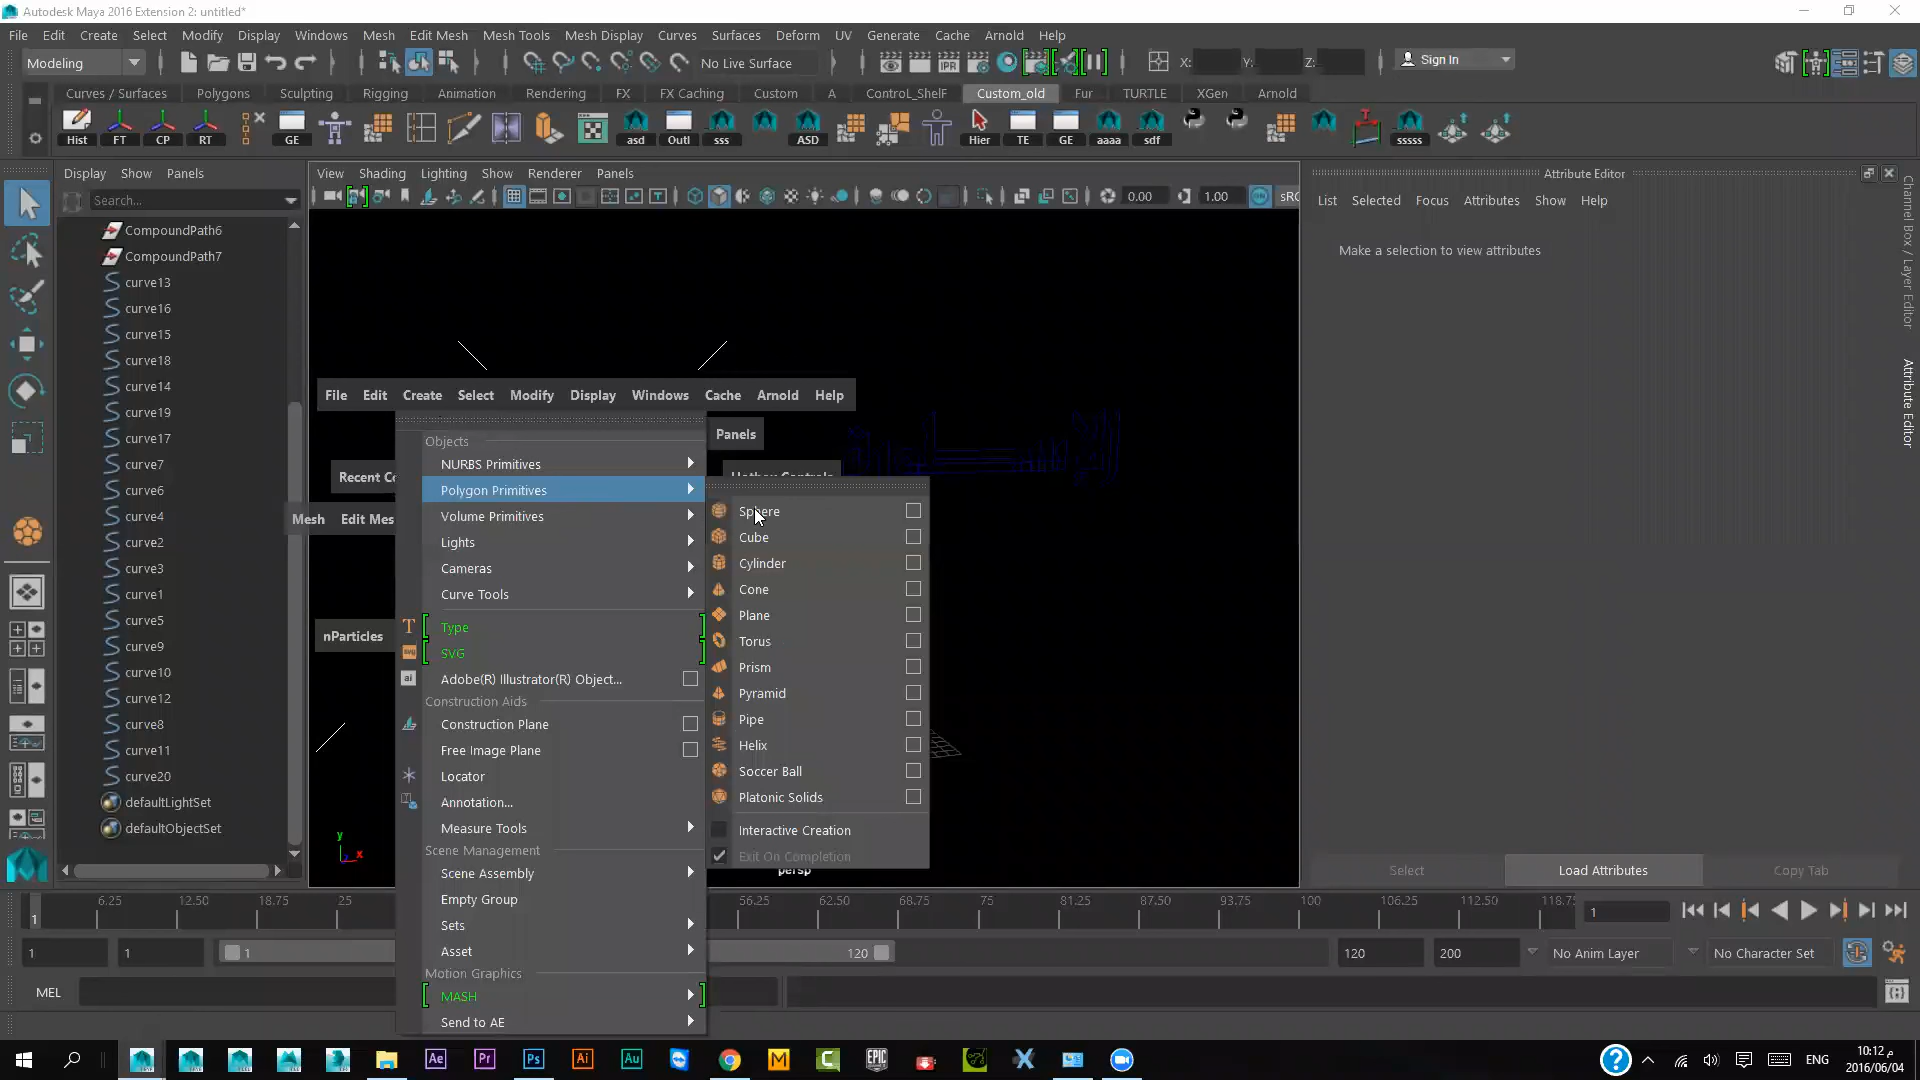 Autodesk Maya 2016 Extension 2: untitled*
File Edit Create Select Modify Display Windows Mesh Edit Mesh Mesh Tools Mesh Display Curves Surfaces Deform UV Generate Cache Arnold Help
Modeling No Live Surface X: Y: Z: Sign In
Curves / Surfaces Polygons Sculpting Rigging Animation Rendering FX FX Caching Custom A ControL_ShelF Custom_old Fur TURTLE XGen Arnold
Hist FT CP RT GE asd Outl sss ASD Hier TE GE aaaa sdf sssss
Display Show Panels
Search...
CompoundPath6
CompoundPath7
curve13
curve16
curve15
curve18
curve14
curve19
curve17
curve7
curve6
curve4
curve2
curve3
curve1
curve5
curve9
curve10
curve12
curve8
curve11
curve20
defaultLightSet
defaultObjectSet
View Shading Lighting Show Renderer Panels
0.00 1.00
File Edit Create Select Modify Display Windows Cache Arnold Help
Panels
Recent
Hotbox Controls
Mesh Edit
nParticles
Objects
NURBS Primitives
Polygon Primitives
Volume Primitives
Lights
Cameras
Curve Tools
Type
SVG
Adobe(R) Illustrator(R) Object...
Construction Aids
Construction Plane
Free Image Plane
Locator
Annotation...
Measure Tools
Scene Management
Scene Assembly
Empty Group
Sets
Asset
Motion Graphics
MASH
Send to AE
Sphere
Cube
Cylinder
Cone
Plane
Torus
Prism
Pyramid
Pipe
Helix
Soccer Ball
Platonic Solids
Interactive Creation
Exit On Completion
persp
y
x
Attribute Editor
List Selected Focus Attributes Show Help
Make a selection to view attributes
Channel Box / Layer Editor
Attribute Editor
Select Load Attributes Copy Tab
1 6.25 12.50 18.75 25 56.25 62.50 68.75 75 81.25 87.50 93.75 100 106.25 112.50 118.75 1
1 1 1 120 120 200 No Anim Layer No Character Set
MEL
Ae Pr Ps Ai Au M C EPIC GAMES
ENG
10:12 م
2016/06/04